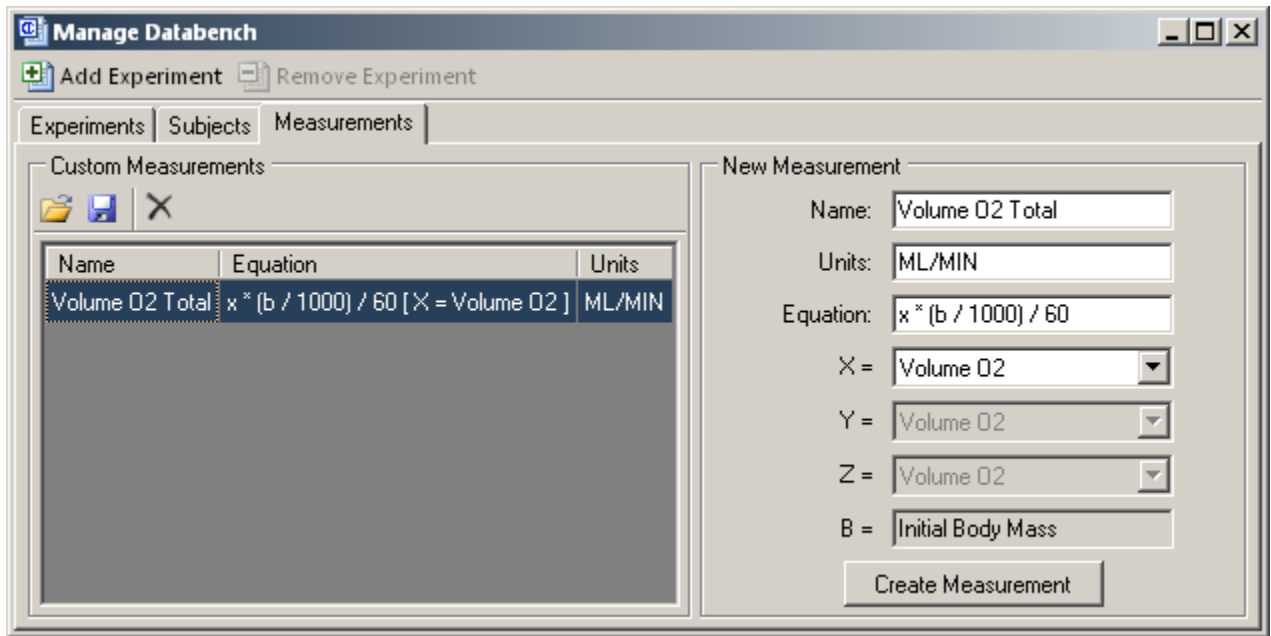 Manage Databench
Add Experiment Remove Experiment
Experiments Subjects Measurements
Custom Measurements
Name Equation Units
Volume O2 Total x * (b / 1000) / 60 [ X = Volume O2 ] ML/MIN
New Measurement
Name: Volume O2 Total
Units: ML/MIN
Equation: x * (b / 1000) / 60
X = Volume O2
Y = Volume O2
Z = Volume O2
B = Initial Body Mass
Create Measurement